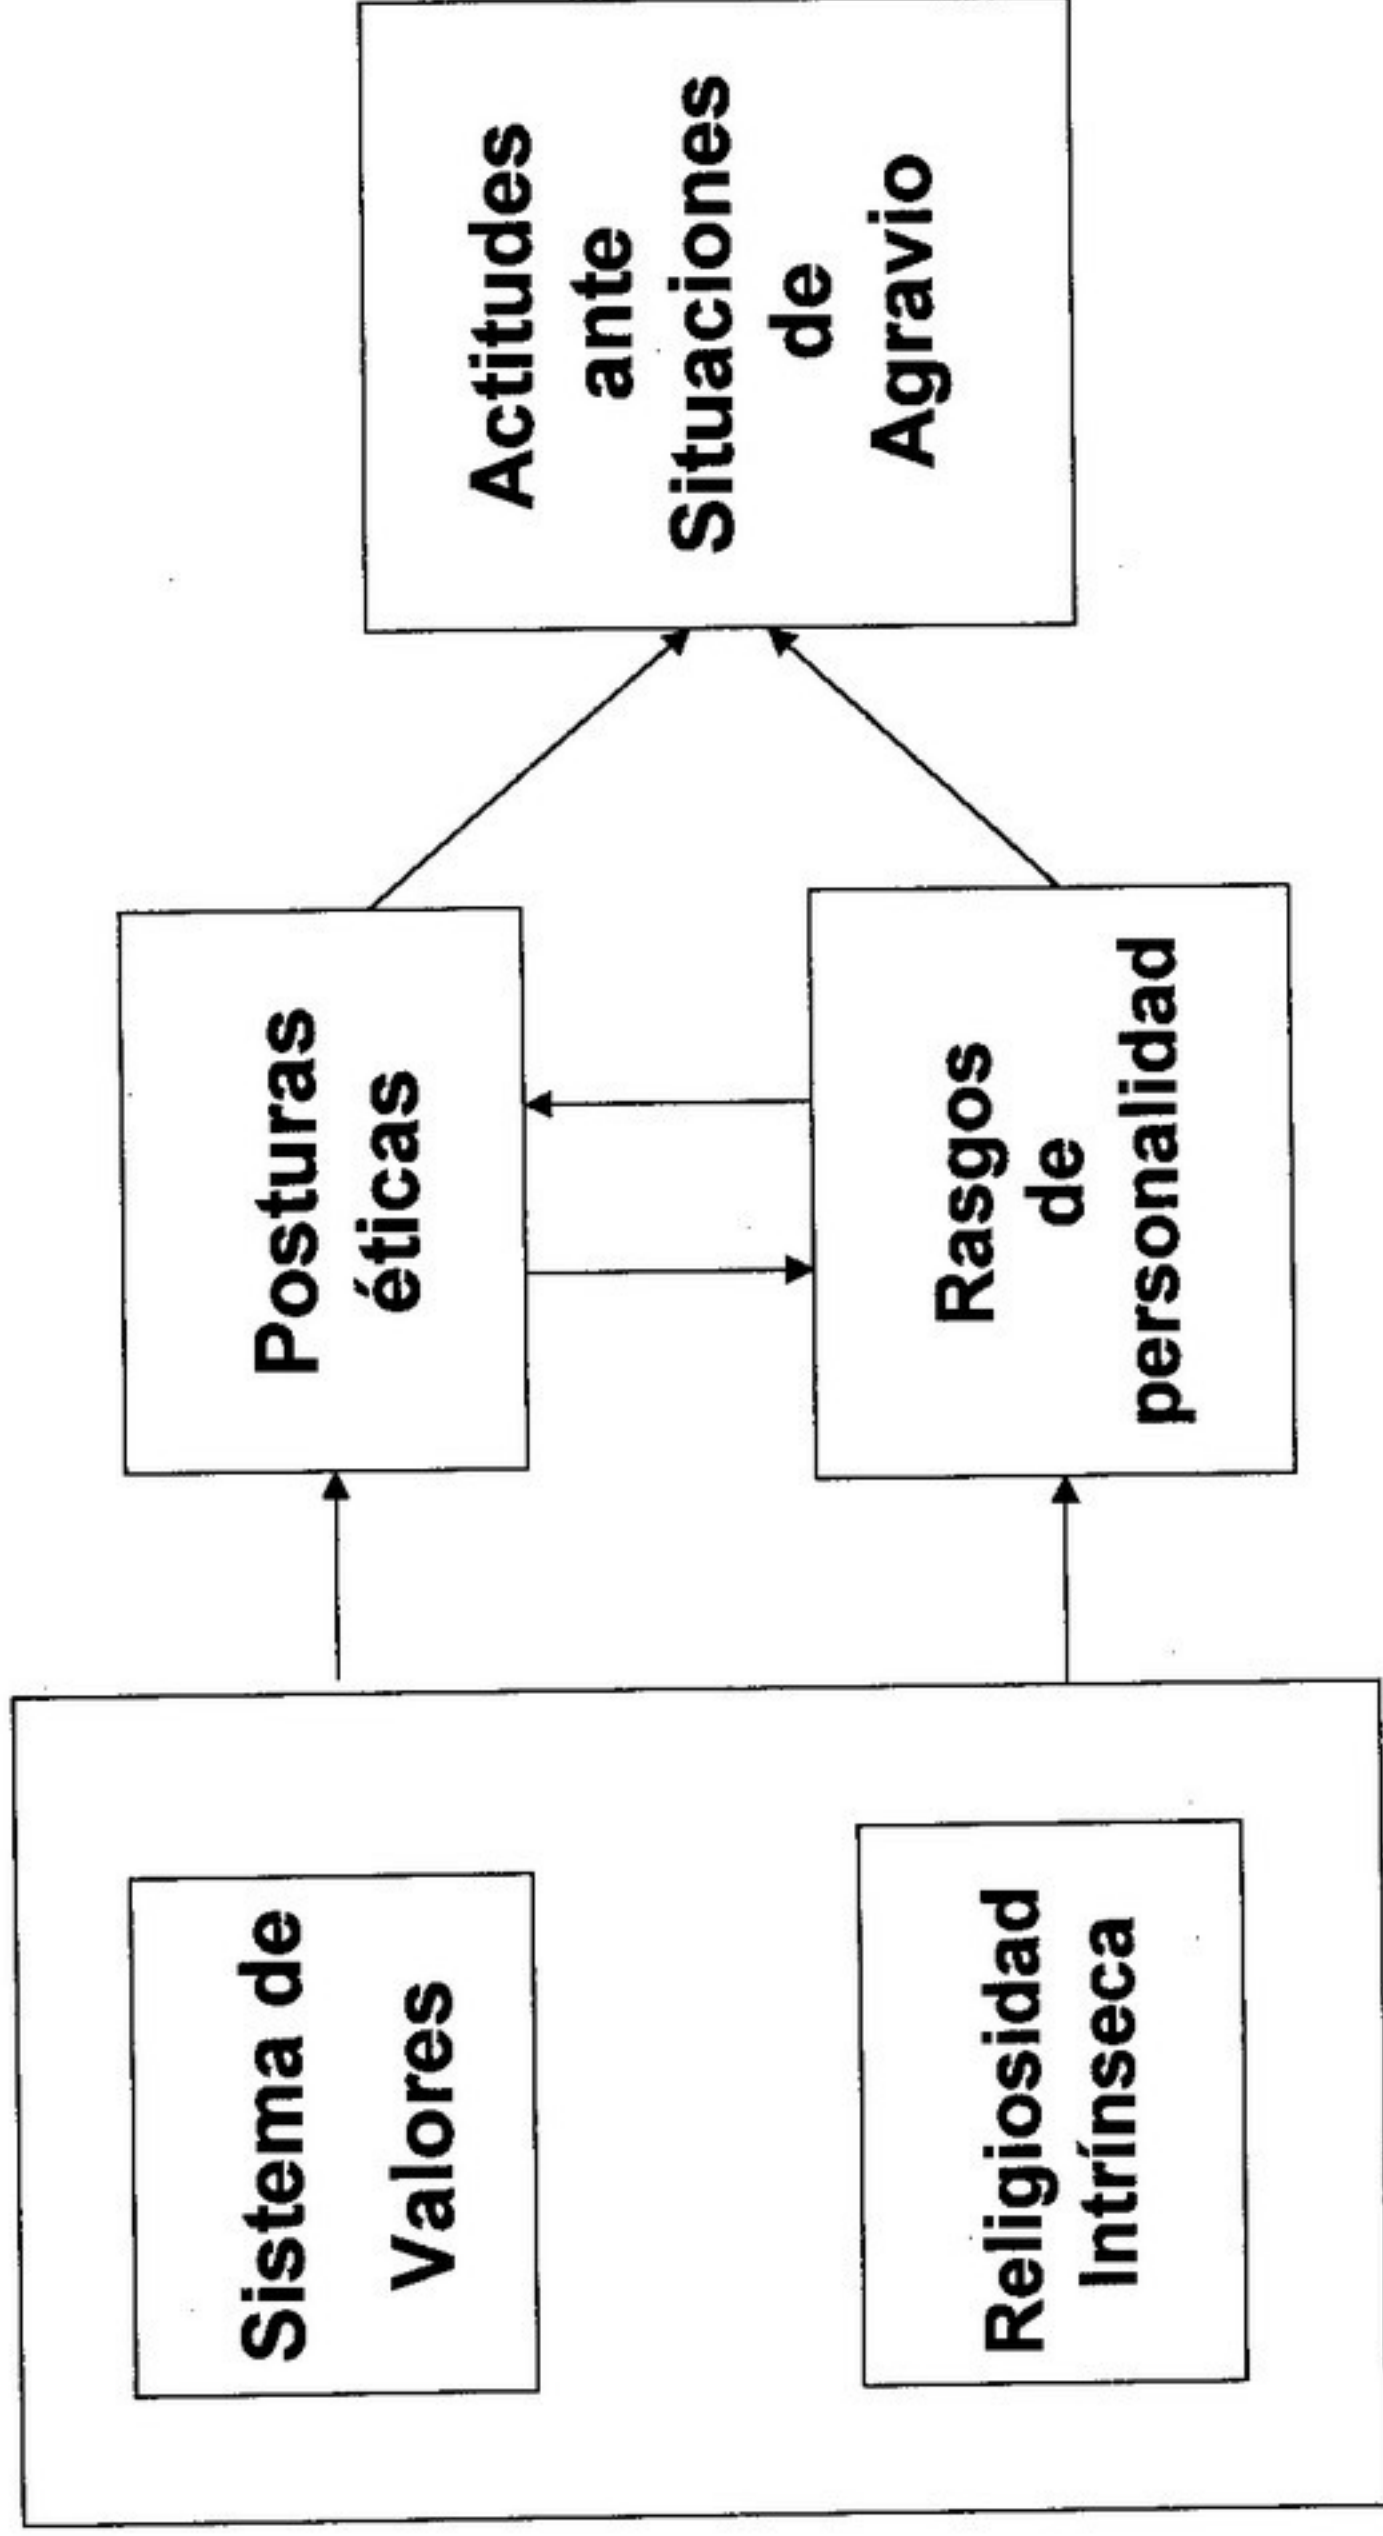 Sistema de
Valores
Religiosidad
Intrínseca
Posturas
éticas
Rasgos
de
personalidad
Actitudes
ante
Situaciones
de
Agravio